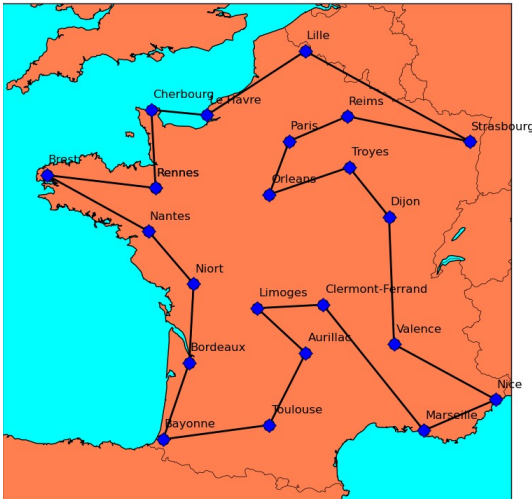 Lille
Cherbourg
Le Havre
Reims
Paris
Strasbourg
Brest
Rennes
Troyes
Orleans
Dijon
Nantes
Niort
Limoges
Clermont-Ferrand
Bordeaux
Aurillac
Valence
Nice
Bayonne
Toulouse
Marseille